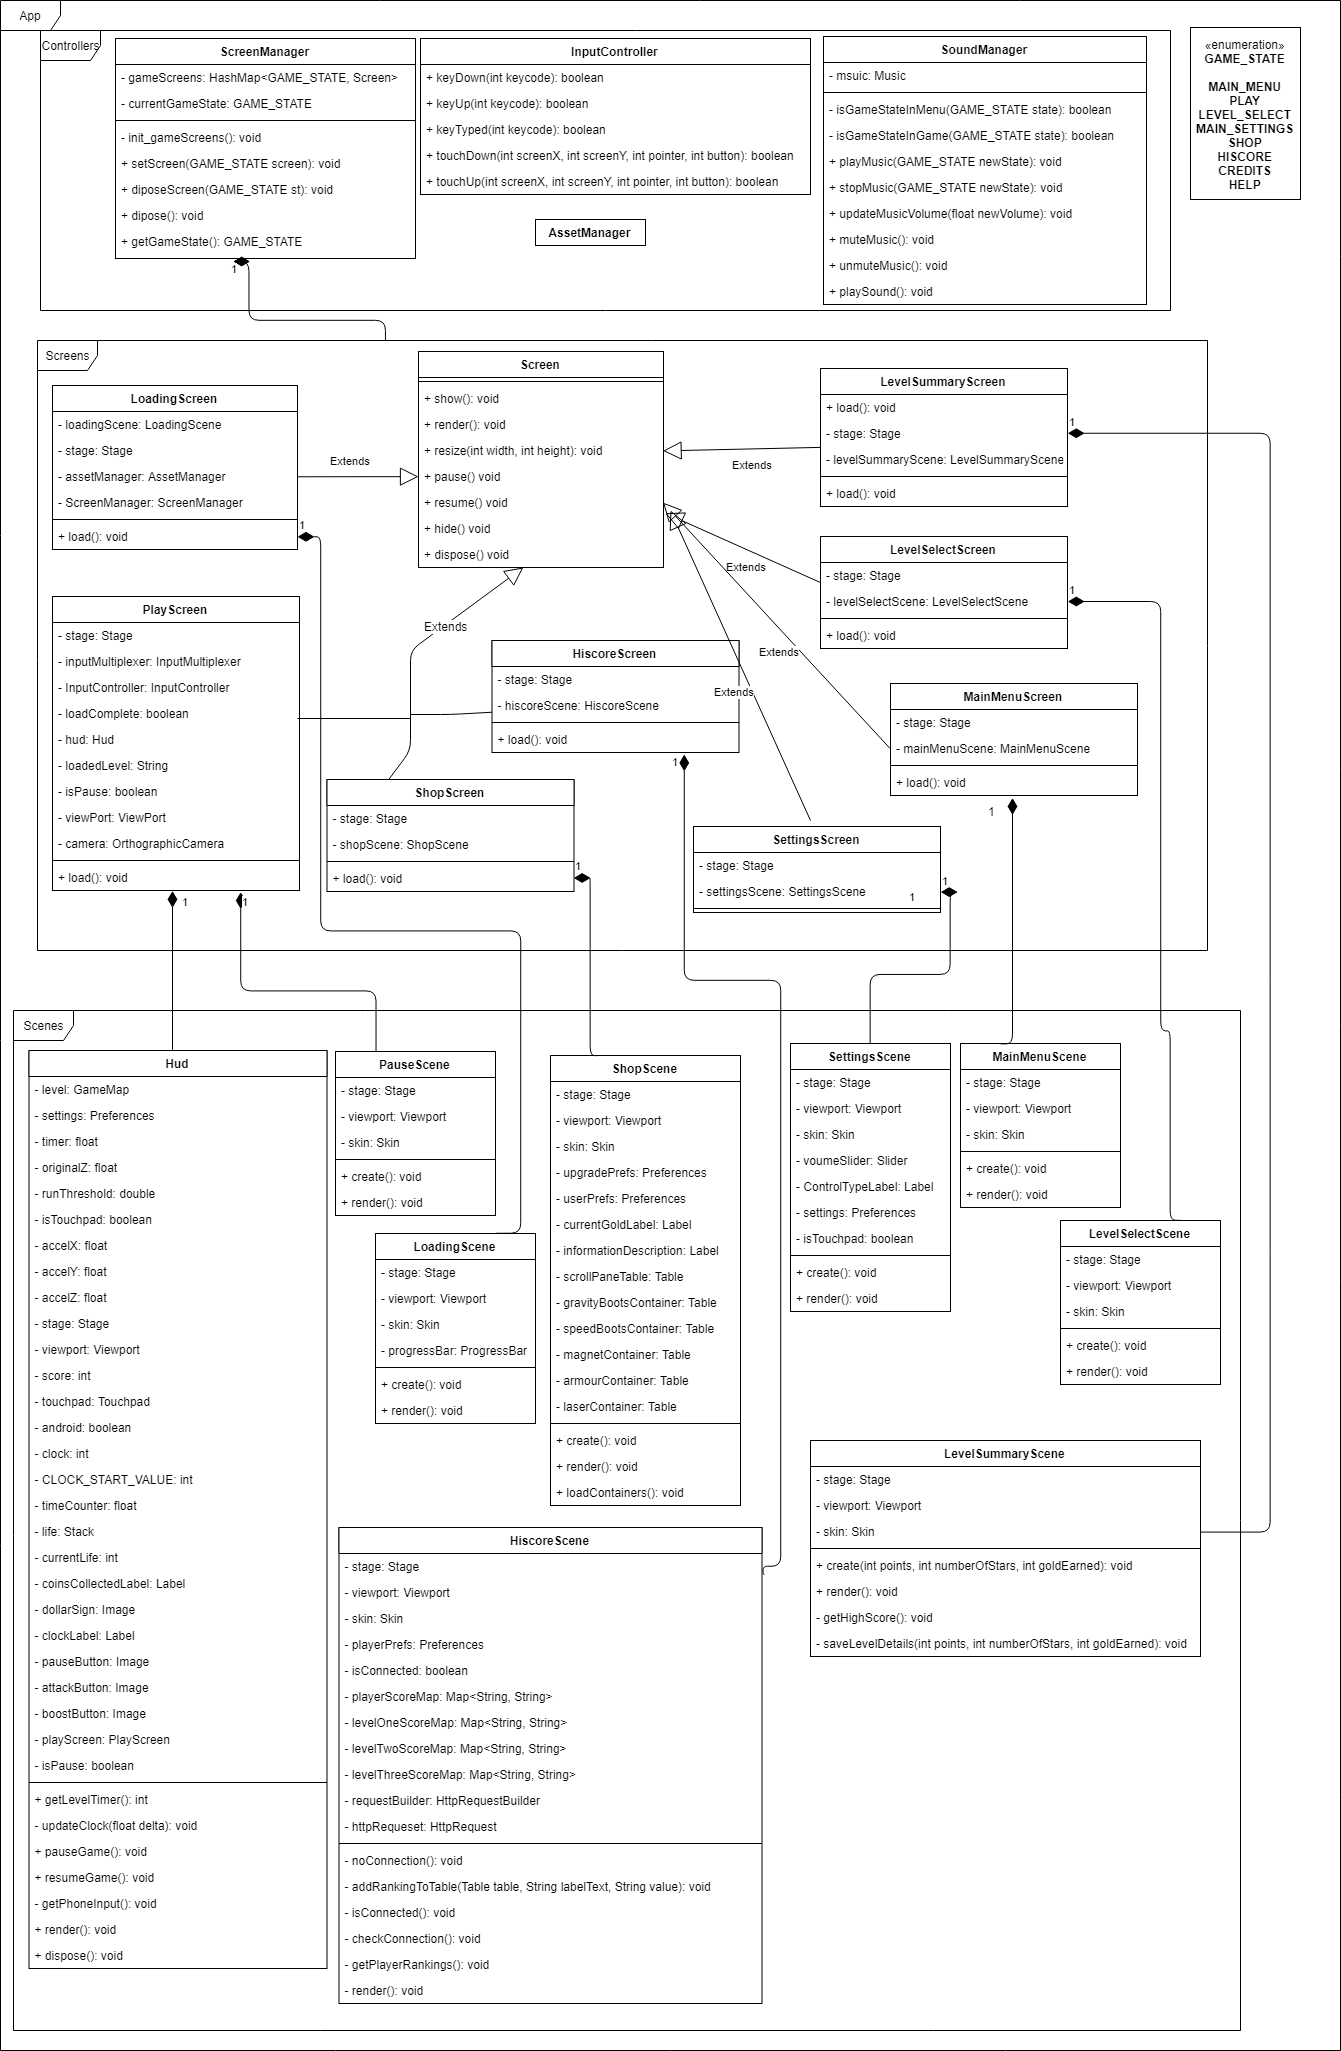 App
Controllers
ScreenManager
- gameScreens: HashMap<GAME_STATE, Screen>
- currentGameState: GAME_STATE
- init_gameScreens(): void
+ setScreen(GAME_STATE screen): void
+ diposeScreen(GAME_STATE st): void
+ dipose(): void
+ getGameState(): GAME_STATE
1
InputController
+ keyDown(int keycode): boolean
+ keyUp(int keycode): boolean
+ keyTyped(int keycode): boolean
+ touchDown(int screenX, int screenY, int pointer, int button): boolean
+ touchUp(int screenX, int screenY, int pointer, int button): boolean
AssetManager
SoundManager
- msuic: Music
- isGameStateInMenu(GAME_STATE state): boolean
- isGameStateInGame(GAME_STATE state): boolean
+ playMusic(GAME_STATE newState): void
+ stopMusic(GAME_STATE newState): void
+ updateMusicVolume(float newVolume): void
+ muteMusic(): void
+ unmuteMusic(): void
+ playSound(): void
«enumeration»
GAME_STATE
MAIN_MENU
PLAY
LEVEL_SELECT
MAIN_SETTINGS
SHOP
HISCORE
CREDITS
HELP
Screens
LoadingScreen
- loadingScene: LoadingScene
- stage: Stage
- assetManager: AssetManager
- ScreenManager: ScreenManager
+ load(): void
1
Extends
Screen
+ show(): void
+ render(): void
+ resize(int width, int height): void
+ pause() void
+ resume() void
+ hide() void
+ dispose() void
Extends
LevelSummaryScreen
+ load(): void
- stage: Stage
- levelSummaryScene: LevelSummaryScene
+ load(): void
1
Extends
LevelSelectScreen
- stage: Stage
- levelSelectScene: LevelSelectScene
+ load(): void
1
PlayScreen
- stage: Stage
- inputMultiplexer: InputMultiplexer
- InputController: InputController
- loadComplete: boolean
- hud: Hud
- loadedLevel: String
- isPause: boolean
- viewPort: ViewPort
- camera: OrthographicCamera
+ load(): void
1
1
Extends
HiscoreScreen
- stage: Stage
- hiscoreScene: HiscoreScene
+ load(): void
1
Extends
Extends
MainMenuScreen
- stage: Stage
- mainMenuScene: MainMenuScene
+ load(): void
1
ShopScreen
- stage: Stage
- shopScene: ShopScene
+ load(): void
1
SettingsScreen
- stage: Stage
- settingsScene: SettingsScene
1
1
Scenes
Hud
- level: GameMap
- settings: Preferences
- timer: float
- originalZ: float
- runThreshold: double
- isTouchpad: boolean
- accelX: float
- accelY: float
- accelZ: float
- stage: Stage
- viewport: Viewport
- score: int
- touchpad: Touchpad
- android: boolean
- clock: int
- CLOCK_START_VALUE: int
- timeCounter: float
- life: Stack
- currentLife: int
- coinsCollectedLabel: Label
- dollarSign: Image
- clockLabel: Label
- pauseButton: Image
- attackButton: Image
- boostButton: Image
- playScreen: PlayScreen
- isPause: boolean
+ getLevelTimer(): int
- updateClock(float delta): void
+ pauseGame(): void
+ resumeGame(): void
- getPhoneInput(): void
+ render(): void
+ dispose(): void
PauseScene
- stage: Stage
- viewport: Viewport
- skin: Skin
+ create(): void
+ render(): void
LoadingScene
- stage: Stage
- viewport: Viewport
- skin: Skin
- progressBar: ProgressBar
+ create(): void
+ render(): void
ShopScene
- stage: Stage
- viewport: Viewport
- skin: Skin
- upgradePrefs: Preferences
- userPrefs: Preferences
- currentGoldLabel: Label
- informationDescription: Label
- scrollPaneTable: Table
- gravityBootsContainer: Table
- speedBootsContainer: Table
- magnetContainer: Table
- armourContainer: Table
- laserContainer: Table
+ create(): void
+ render(): void
+ loadContainers(): void
SettingsScene
- stage: Stage
- viewport: Viewport
- skin: Skin
- voumeSlider: Slider
- ControlTypeLabel: Label
- settings: Preferences
- isTouchpad: boolean
+ create(): void
+ render(): void
MainMenuScene
- stage: Stage
- viewport: Viewport
- skin: Skin
+ create(): void
+ render(): void
LevelSelectScene
- stage: Stage
- viewport: Viewport
- skin: Skin
+ create(): void
+ render(): void
LevelSummaryScene
- stage: Stage
- viewport: Viewport
- skin: Skin
+ create(int points, int numberOfStars, int goldEarned): void
+ render(): void
- getHighScore(): void
- saveLevelDetails(int points, int numberOfStars, int goldEarned): void
HiscoreScene
- stage: Stage
- viewport: Viewport
- skin: Skin
- playerPrefs: Preferences
- isConnected: boolean
- playerScoreMap: Map<String, String>
- levelOneScoreMap: Map<String, String>
- levelTwoScoreMap: Map<String, String>
- levelThreeScoreMap: Map<String, String>
- requestBuilder: HttpRequestBuilder
- httpRequeset: HttpRequest
- noConnection(): void
- addRankingToTable(Table table, String labelText, String value): void
- isConnected(): void
- checkConnection(): void
- getPlayerRankings(): void
- render(): void